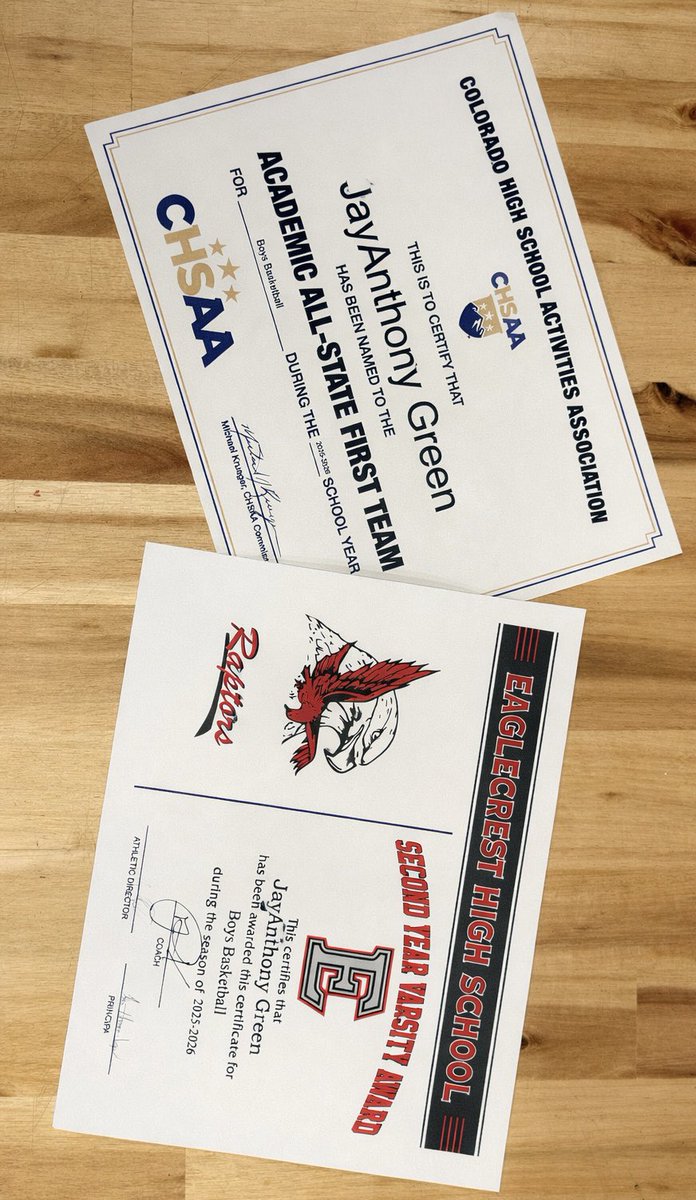 COLORADO HIGH SCHOOL ACTIVITIES ASSOCIATION
CHSAA
THIS IS TO CERTIFY THAT
JayAnthony Green
HAS BEEN NAMED TO THE
ACADEMIC ALL-STATE FIRST TEAM
FOR Boys Basketball DURING THE 2025-2026 SCHOOL YEAR
CHSAA
Michael Krueger, CHSAA Commis
EAGLECREST HIGH SCHOOL
Raptors
SECOND YEAR VARSITY AWARD
E
This certifies that
JayAnthony Green
has been awarded this certificate for
Boys Basketball
during the season of 2025-2026
ATHLETIC DIRECTOR
COACH
PRINCIPA